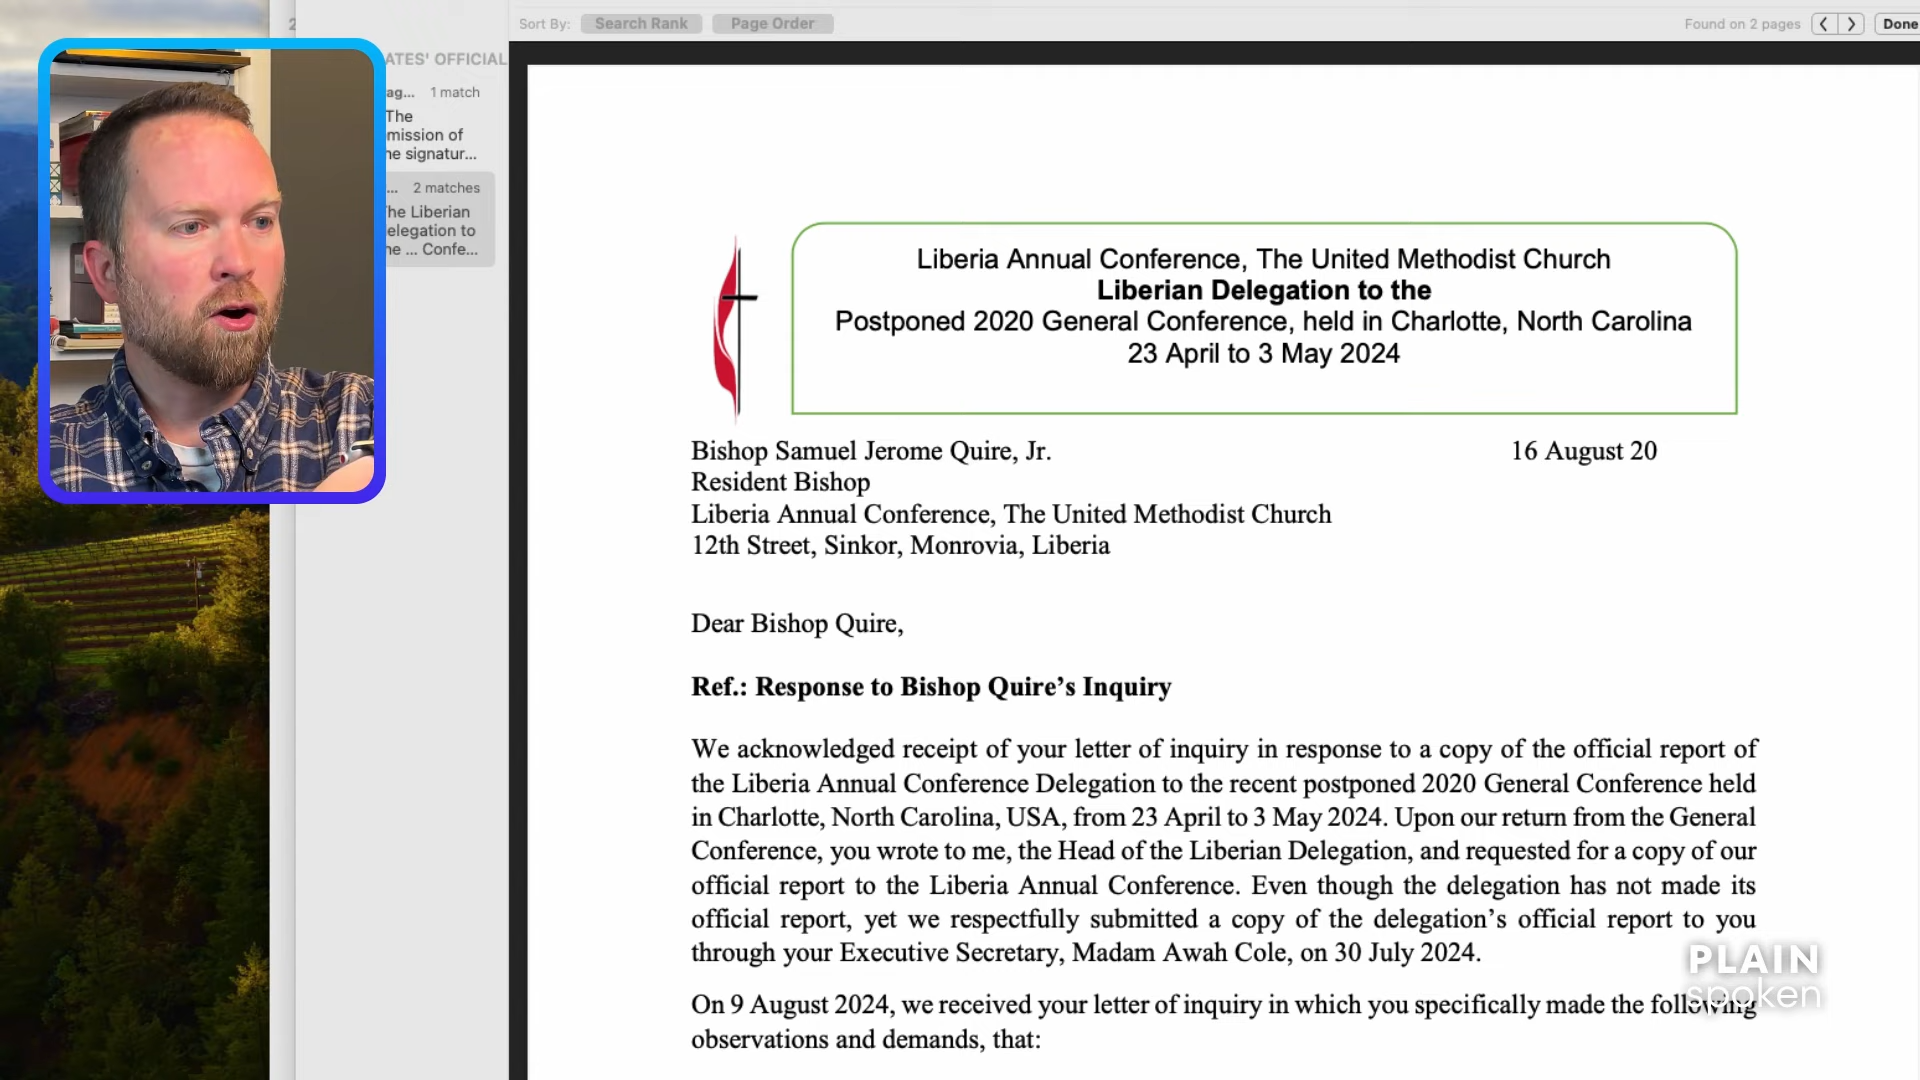 2
Sort By: Search Rank Page Order
Found on 2 pages < > Done
ATES' OFFICIAL
ag... 1 match
The
mission of
ne signatur...
... 2 matches
he Liberian
elegation to
ne ... Confe...
Liberia Annual Conference, The United Methodist Church
Liberian Delegation to the
Postponed 2020 General Conference, held in Charlotte, North Carolina
23 April to 3 May 2024
Bishop Samuel Jerome Quire, Jr. 16 August 20
Resident Bishop
Liberia Annual Conference, The United Methodist Church
12th Street, Sinkor, Monrovia, Liberia
Dear Bishop Quire,
Ref.: Response to Bishop Quire's Inquiry
We acknowledged receipt of your letter of inquiry in response to a copy of the official report of
the Liberia Annual Conference Delegation to the recent postponed 2020 General Conference held
in Charlotte, North Carolina, USA, from 23 April to 3 May 2024. Upon our return from the General
Conference, you wrote to me, the Head of the Liberian Delegation, and requested for a copy of our
official report to the Liberia Annual Conference. Even though the delegation has not made its
official report, yet we respectfully submitted a copy of the delegation's official report to you
through your Executive Secretary, Madam Awah Cole, on 30 July 2024.
On 9 August 2024, we received your letter of inquiry in which you specifically made the following
observations and demands, that:
PLAIN
spoken